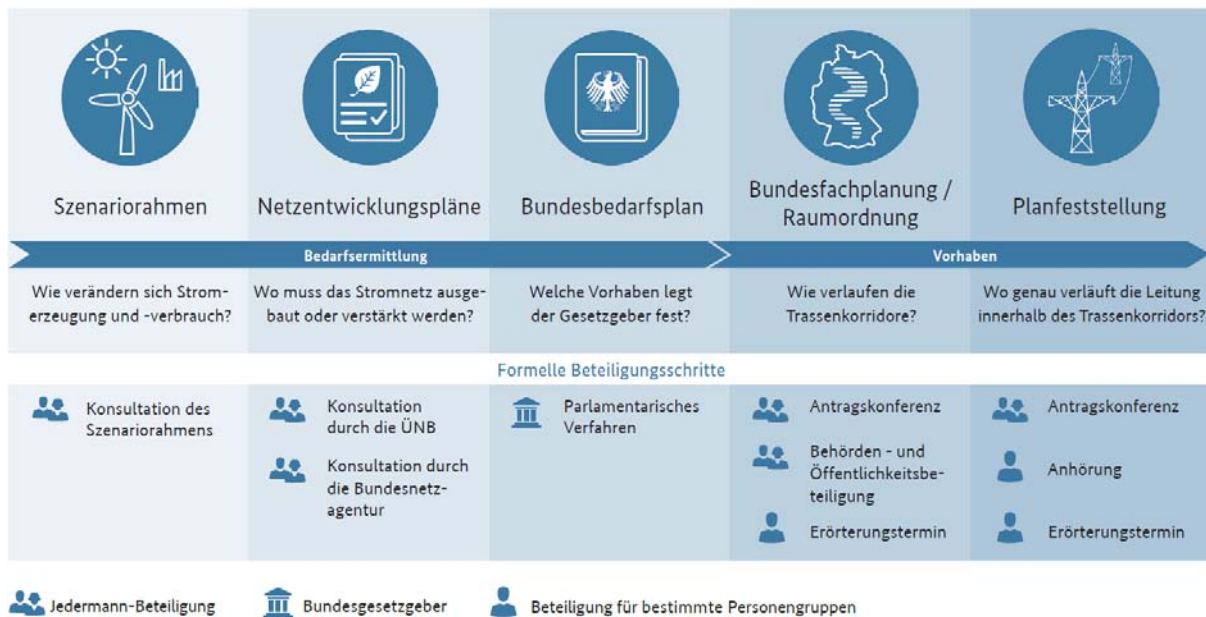 Szenariorahmen
Netzentwicklungspläne
Bundesbedarfsplan
Bundesfachplanung /
Raumordnung
Planfeststellung
Bedarfsermittlung
Vorhaben
Wie verändern sich Strom-
erzeugung und -verbrauch?
Wo muss das Stromnetz ausge-
baut oder verstärkt werden?
Welche Vorhaben legt
der Gesetzgeber fest?
Wie verlaufen die
Trassenkorridore?
Wo genau verläuft die Leitung
innerhalb des Trassenkorridors?
Formelle Beteiligungsschritte
Konsultation des
Szenariorahmens
Konsultation
durch die ÜNB
Konsultation durch
die Bundesnetz-
agentur
Parlamentarisches
Verfahren
Antragskonferenz
Behörden - und
Öffentlichkeitsbe-
teiligung
Erörterungstermin
Antragskonferenz
Anhörung
Erörterungstermin
Jedermann-Beteiligung
Bundesgesetzgeber
Beteiligung für bestimmte Personengruppen